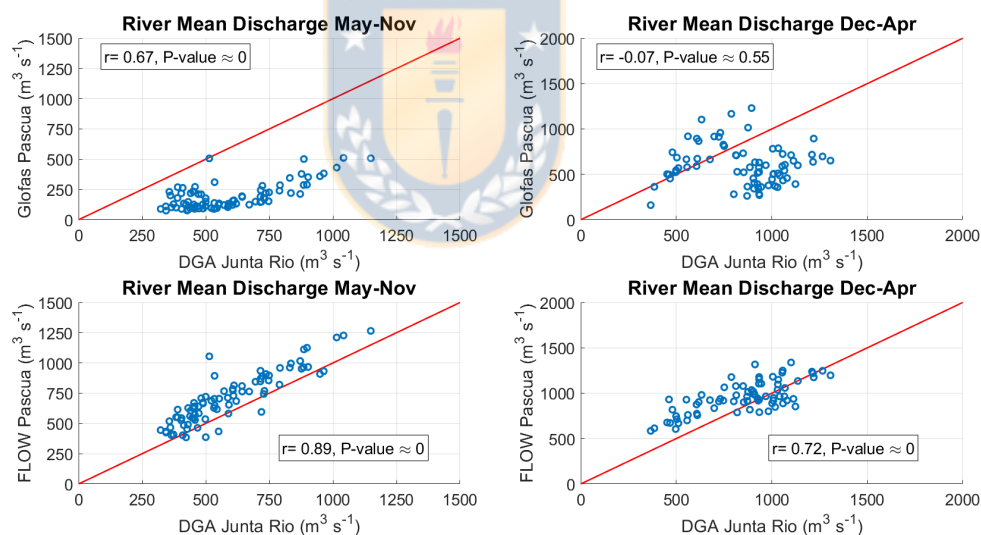 River Mean Discharge May-Nov
1500
1250
1000
750
500
250
0
Glofas Pascua (m³ s⁻¹)
r= 0.67, P-value ≈ 0
0 250 500 750 1000 1250 1500
DGA Junta Rio (m³ s⁻¹)
River Mean Discharge Dec-Apr
2000
1500
1000
500
0
Glofas Pascua (m³ s⁻¹)
r= -0.07, P-value ≈ 0.55
0 500 1000 1500 2000
DGA Junta Rio (m³ s⁻¹)
River Mean Discharge May-Nov
1500
1250
1000
750
500
250
0
FLOW Pascua (m³ s⁻¹)
r= 0.89, P-value ≈ 0
0 250 500 750 1000 1250 1500
DGA Junta Rio (m³ s⁻¹)
River Mean Discharge Dec-Apr
2000
1500
1000
500
0
FLOW Pascua (m³ s⁻¹)
r= 0.72, P-value ≈ 0
0 500 1000 1500 2000
DGA Junta Rio (m³ s⁻¹)